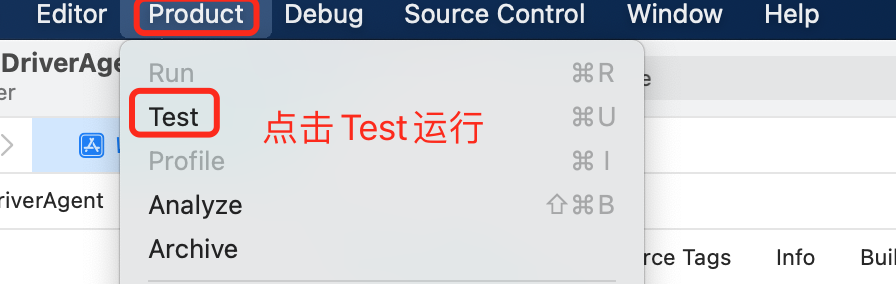 Editor Product Debug Source Control Window Help
DriverAge
er
Run ⌘R
e
Test ⌘U
点击 Test 运行
Profile ⌘I
Analyze ⇧⌘B
riverAgent
Archive
rce Tags Info Buil